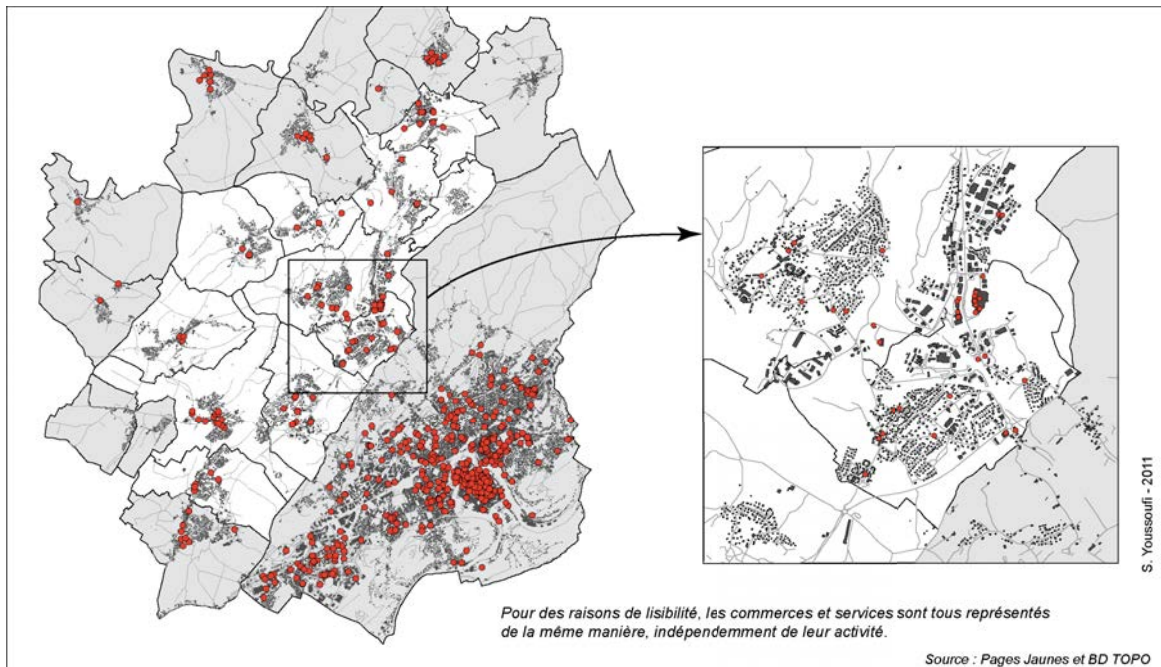 S. Youssoufi - 2011
Pour des raisons de lisibilité, les commerces et services sont tous représentés
de la même manière, indépendemment de leur activité.
Source : Pages Jaunes et BD TOPO